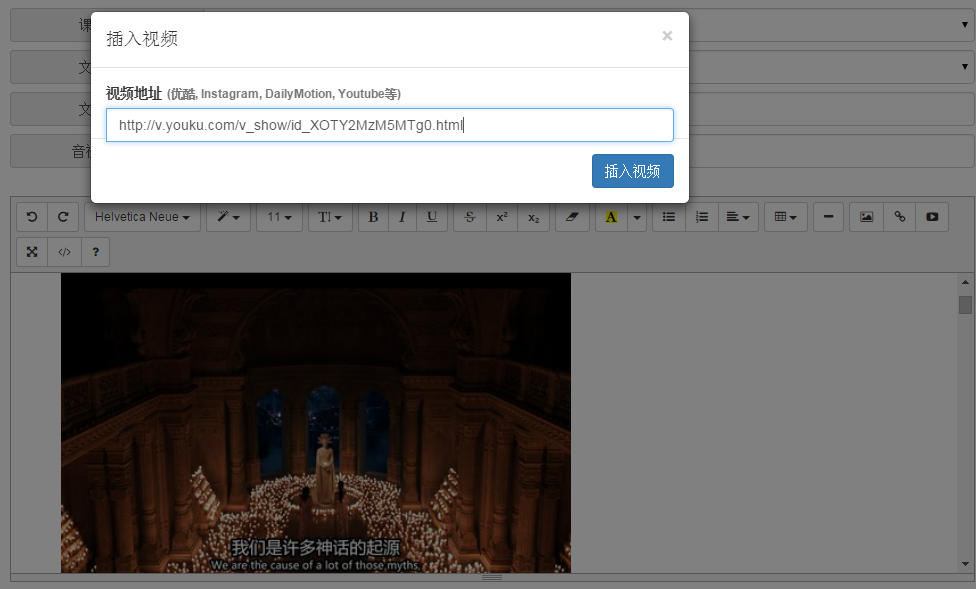 课
插入视频 ×
文
视频地址 (优酷, Instagram, DailyMotion, Youtube等)
文
http://v.youku.com/v_show/id_XOTY2MzM5MTg0.html
音
插入视频
Helvetica Neue 11 TI B I U S x² x₂ A
</> ?
我们是许多神话的起源
We are the cause of a lot of those myths.